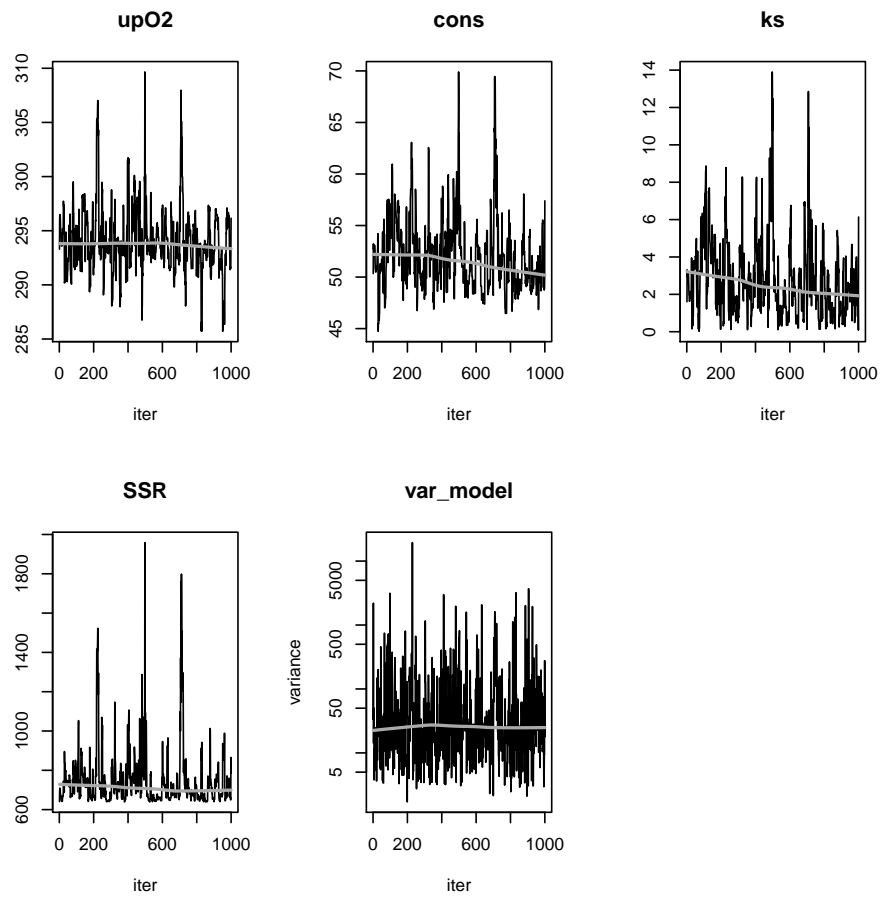 upO2
285 290 295 300 305 310
0 200 600 1000
iter
cons
45 50 55 60 65 70
0 200 600 1000
iter
ks
0 2 4 6 8 10 12 14
0 200 600 1000
iter
SSR
600 1000 1400 1800
0 200 600 1000
iter
var_model
variance
5 50 500 5000
0 200 600 1000
iter